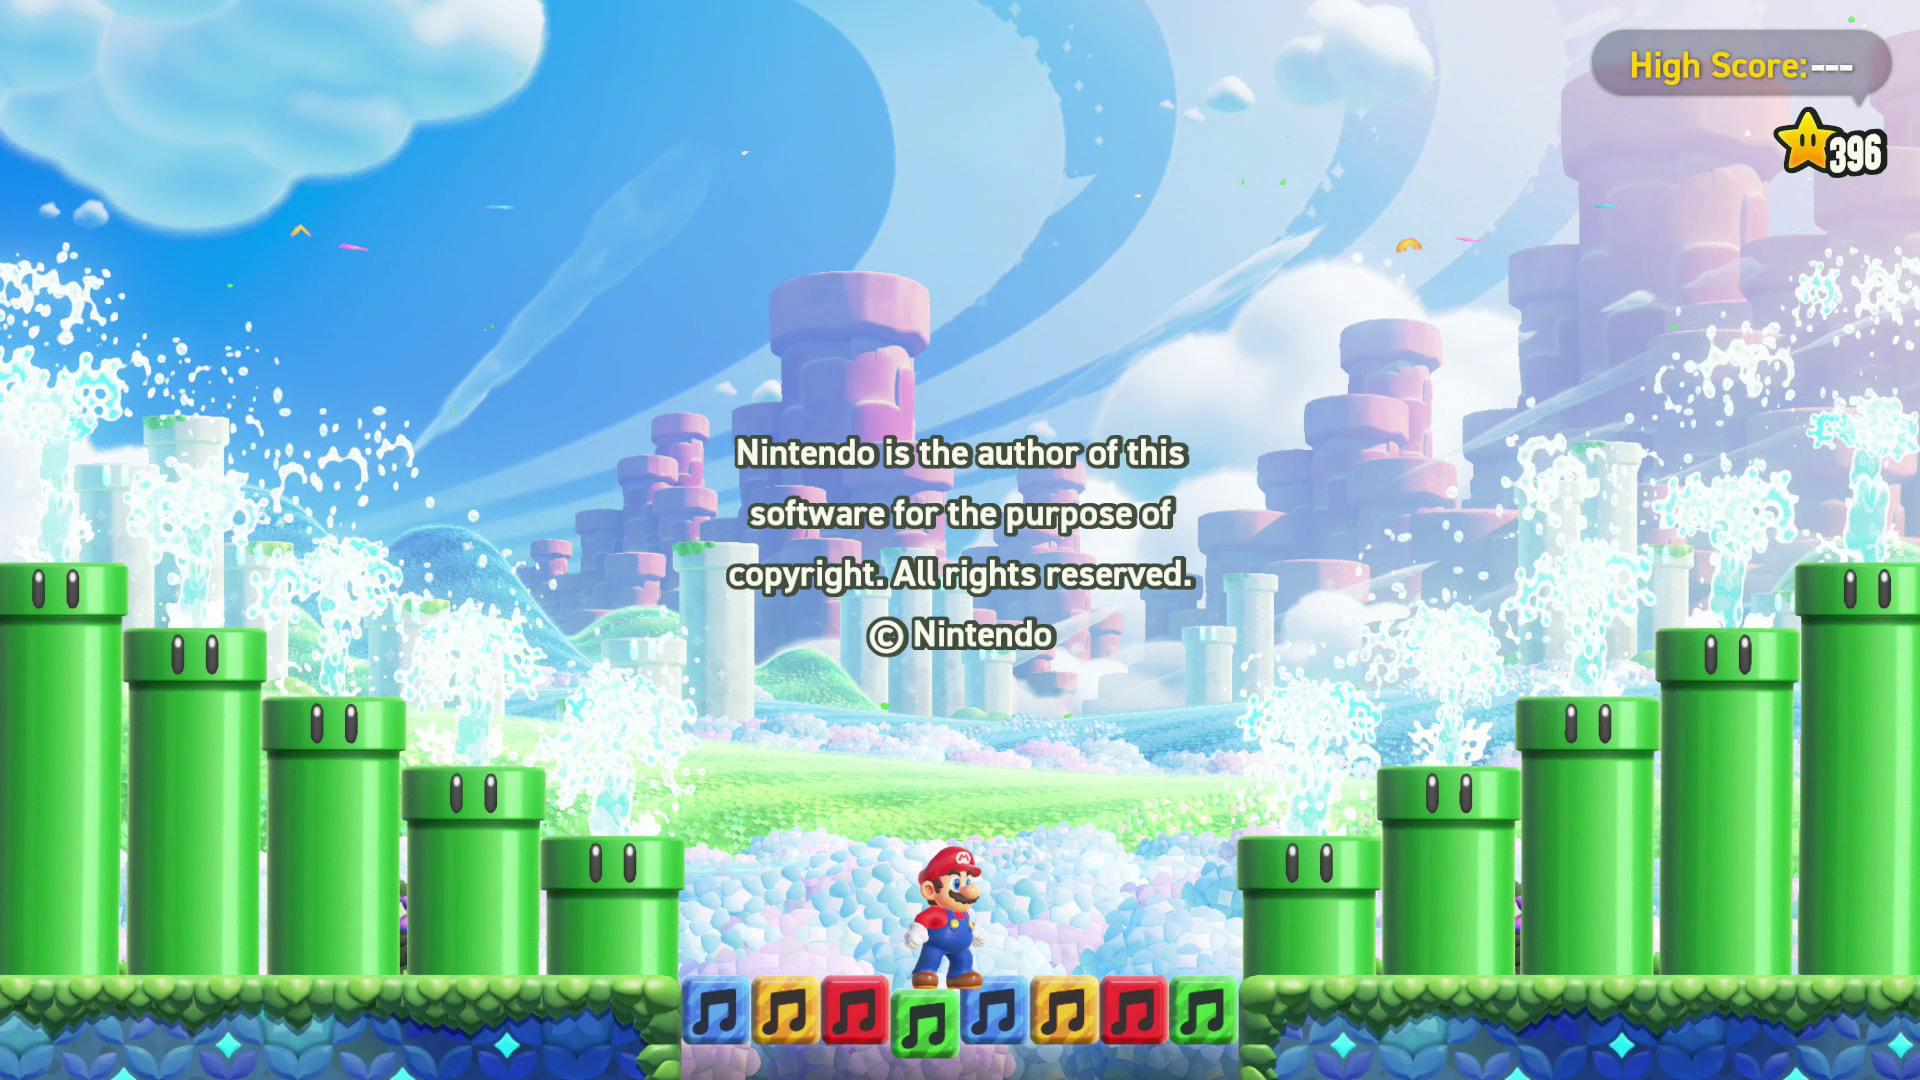 High Score:---
396
Nintendo is the author of this
software for the purpose of
copyright. All rights reserved.
© Nintendo